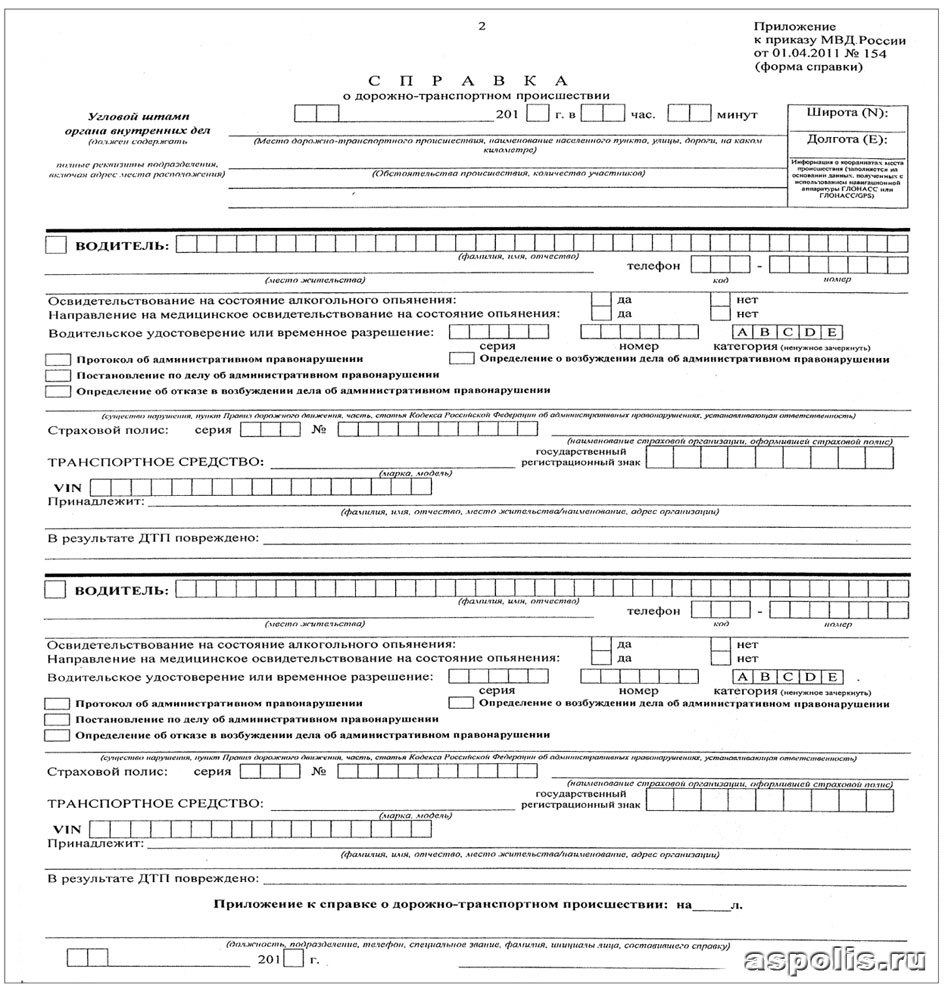 2
Приложение
к приказу МВД России
от 01.04.2011 № 154
(форма справки)
С П Р А В К А
о дорожно-транспортном происшествии
Угловой штамп
органа внутренних дел
(должен содержать
полные реквизиты подразделения,
включая адрес места расположения)
201 г. в час. минут
(Место дорожно-транспортного происшествия, наименование населенного пункта, улицы, дороги, на каком
километре)
(Обстоятельства происшествия, количество участников)
Широта (N):
Долгота (E):
Информация о координатах места
происшествия (заполняется на
основании данных, полученных с
использованием навигационной
аппаратуры ГЛОНАСС или
ГЛОНАСС/GPS)
ВОДИТЕЛЬ:
(фамилия, имя, отчество)
телефон -
(место жительства) код номер
Освидетельствование на состояние алкогольного опьянения: да нет
Направление на медицинское освидетельствование на состояние опьянения: да нет
Водительское удостоверение или временное разрешение: A B C D E
серия номер категория (ненужное зачеркнуть)
Протокол об административном правонарушении Определение о возбуждении дела об административном правонарушении
Постановление по делу об административном правонарушении
Определение об отказе в возбуждении дела об административном правонарушении
(существо нарушения, пункт Правил дорожного движения, часть, статья Кодекса Российской Федерации об административных правонарушениях, устанавливающая ответственность)
Страховой полис: серия №
(наименование страховой организации, оформившей страховой полис)
ТРАНСПОРТНОЕ СРЕДСТВО: государственный
регистрационный знак
(марка, модель)
VIN
Принадлежит:
(фамилия, имя, отчество, место жительства/наименование, адрес организации)
В результате ДТП повреждено:
ВОДИТЕЛЬ:
(фамилия, имя, отчество)
телефон -
(место жительства) код номер
Освидетельствование на состояние алкогольного опьянения: да нет
Направление на медицинское освидетельствование на состояние опьянения: да нет
Водительское удостоверение или временное разрешение: A B C D E
серия номер категория (ненужное зачеркнуть)
Протокол об административном правонарушении Определение о возбуждении дела об административном правонарушении
Постановление по делу об административном правонарушении
Определение об отказе в возбуждении дела об административном правонарушении
(существо нарушения, пункт Правил дорожного движения, часть, статья Кодекса Российской Федерации об административных правонарушениях, устанавливающая ответственность)
Страховой полис: серия №
(наименование страховой организации, оформившей страховой полис)
ТРАНСПОРТНОЕ СРЕДСТВО: государственный
регистрационный знак
(марка, модель)
VIN
Принадлежит:
(фамилия, имя, отчество, место жительства/наименование, адрес организации)
В результате ДТП повреждено:
Приложение к справке о дорожно-транспортном происшествии: на л.
(должность, подразделение, телефон, специальное звание, фамилия, инициалы лица, составившего справку)
201 г.
aspolis.ru